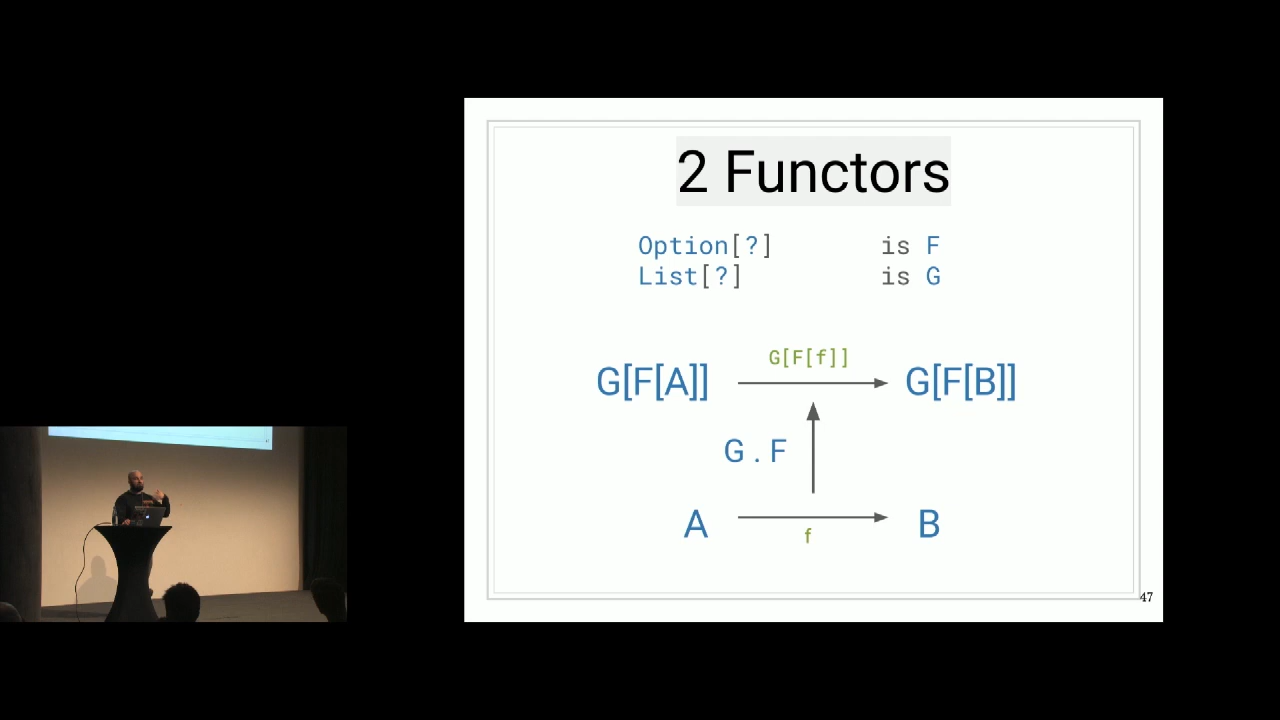 2 Functors
Option[?] is F
List[?] is G
G[F[f]]
G[F[A]] G[F[B]]
G . F
A B
f
47